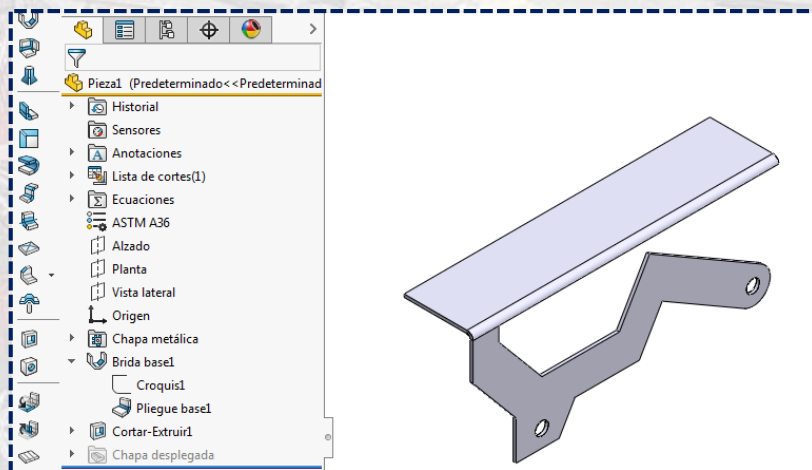 Pieza1 (Predeterminado<<Predeterminad
Historial
Sensores
Anotaciones
Lista de cortes(1)
Ecuaciones
ASTM A36
Alzado
Planta
Vista lateral
Origen
Chapa metálica
Brida base1
Croquis1
Pliegue base1
Cortar-Extruir1
Chapa desplegada